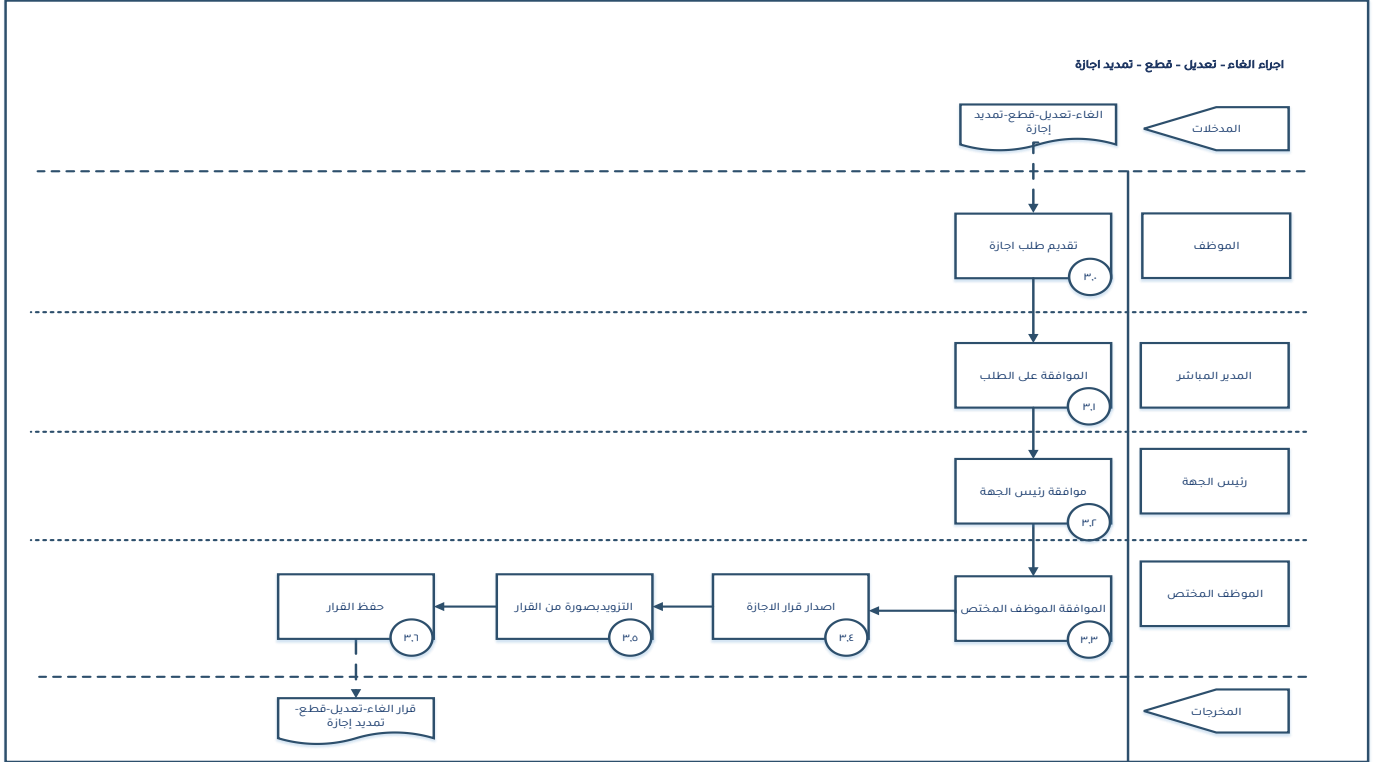 اجراء الغاء - تعديل - قطع - تمديد اجازة
المدخلات
الغاء-تعديل-قطع-تمديد
إجازة
الموظف
تقديم طلب اجازة
٣.٠
المدير المباشر
الموافقة على الطلب
٣.١
رئيس الجهة
موافقة رئيس الجهة
٣.٢
الموظف المختص
الموافقة الموظف المختص
٣.٣
اصدار قرار الاجازة
٣.٤
التزويدبصورة من القرار
٣.٥
حفظ القرار
٣.٦
المخرجات
قرار الغاء-تعديل-قطع-
تمديد إجازة